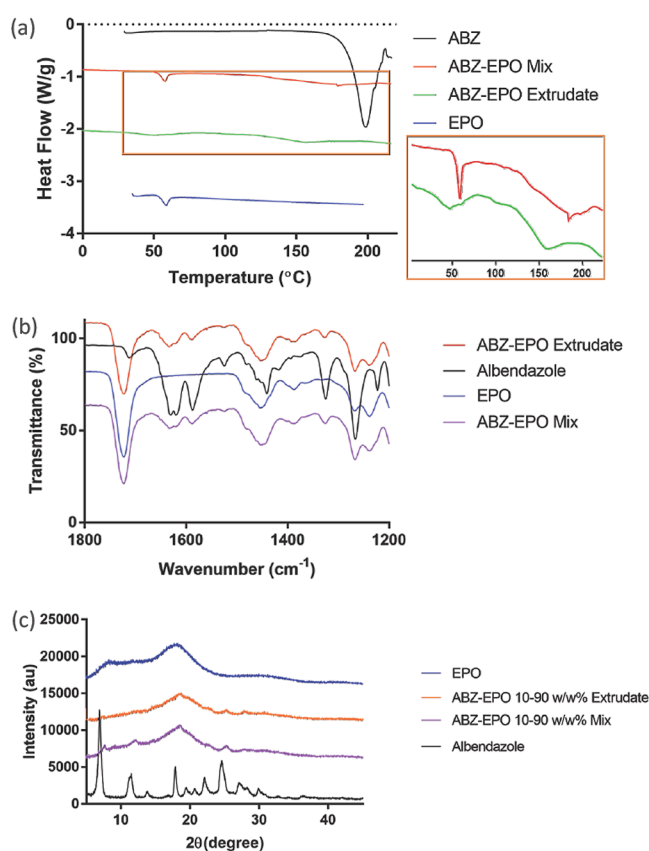 (a)
0
-1
-2
-3
-4
Heat Flow (W/g)
0
50
100
150
200
Temperature (°C)
ABZ
ABZ-EPO Mix
ABZ-EPO Extrudate
EPO
50
100
150
200
(b)
100
50
0
Transmittance (%)
1800
1600
1400
1200
Wavenumber (cm⁻¹)
ABZ-EPO Extrudate
Albendazole
EPO
ABZ-EPO Mix
(c)
25000
20000
15000
10000
5000
0
Intensity (au)
10
20
30
40
2θ(degree)
EPO
ABZ-EPO 10-90 w/w% Extrudate
ABZ-EPO 10-90 w/w% Mix
Albendazole